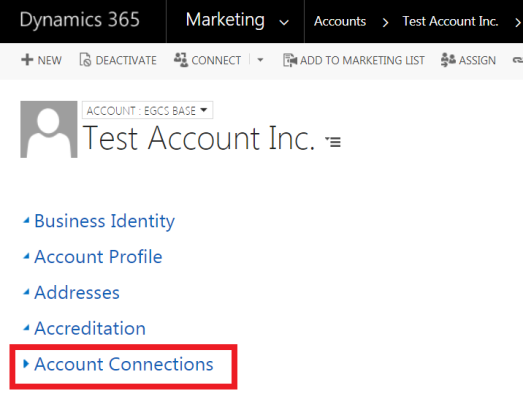 Dynamics 365 Marketing Accounts > Test Account Inc. >
+ NEW DEACTIVATE CONNECT ADD TO MARKETING LIST ASSIGN
ACCOUNT : EGCS BASE
Test Account Inc.
Business Identity
Account Profile
Addresses
Accreditation
Account Connections